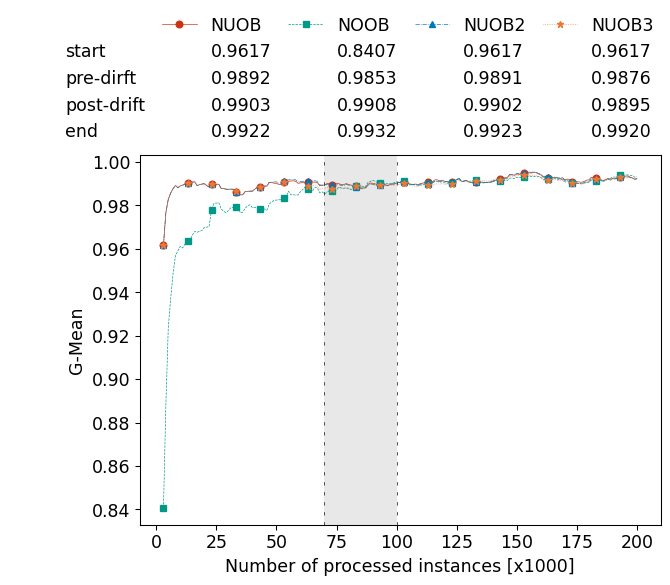 NUOB NOOB NUOB2 NUOB3
start 0.9617 0.8407 0.9617 0.9617
pre-dirft 0.9892 0.9853 0.9891 0.9876
post-drift 0.9903 0.9908 0.9902 0.9895
end 0.9922 0.9932 0.9923 0.9920
1.00
0.98
0.96
0.94
0.92
0.90
0.88
0.86
0.84
G-Mean
0 25 50 75 100 125 150 175 200
Number of processed instances [x1000]